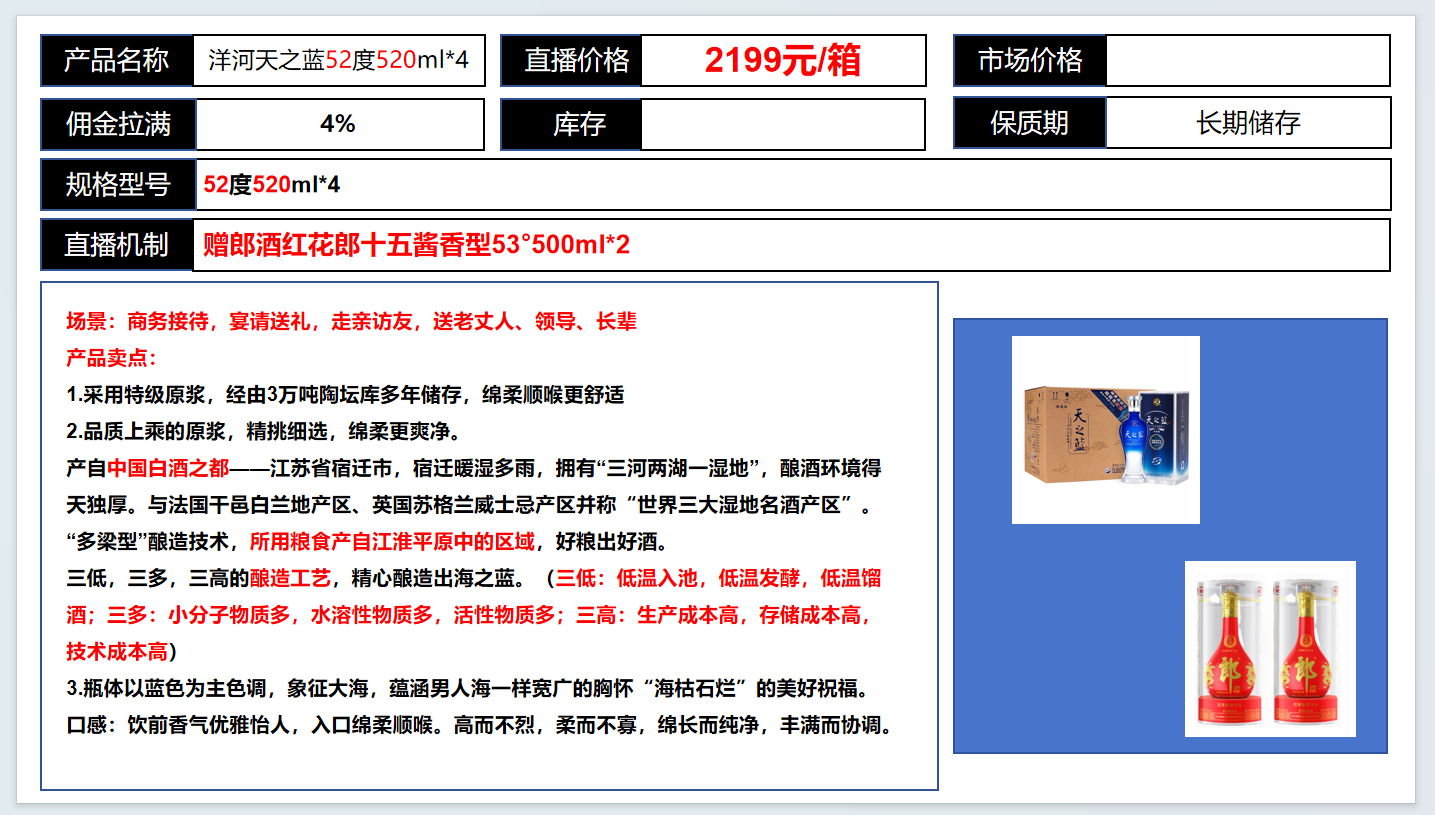 产品名称
洋河天之蓝52度520ml*4
直播价格
2199元/箱
市场价格
佣金拉满
4%
库存
保质期
长期储存
规格型号
52度520ml*4
直播机制
赠郎酒红花郎十五酱香型53°500ml*2
场景：商务接待，宴请送礼，走亲访友，送老丈人、领导、长辈
产品卖点：
1.采用特级原浆，经由3万吨陶坛库多年储存，绵柔顺喉更舒适
2.品质上乘的原浆，精挑细选，绵柔更爽净。
产自中国白酒之都——江苏省宿迁市，宿迁暖湿多雨，拥有“三河两湖一湿地”，酿酒环境得
天独厚。与法国干邑白兰地产区、英国苏格兰威士忌产区并称“世界三大湿地名酒产区”。
“多梁型”酿造技术，所用粮食产自江淮平原中的区域，好粮出好酒。
三低，三多，三高的酿造工艺，精心酿造出海之蓝。（三低：低温入池，低温发酵，低温馏
酒；三多：小分子物质多，水溶性物质多，活性物质多；三高：生产成本高，存储成本高，
技术成本高）
3.瓶体以蓝色为主色调，象征大海，蕴涵男人海一样宽广的胸怀“海枯石烂”的美好祝福。
口感：饮前香气优雅怡人，入口绵柔顺喉。高而不烈，柔而不寡，绵长而纯净，丰满而协调。
天之蓝
天之蓝
天之蓝
郎
郎